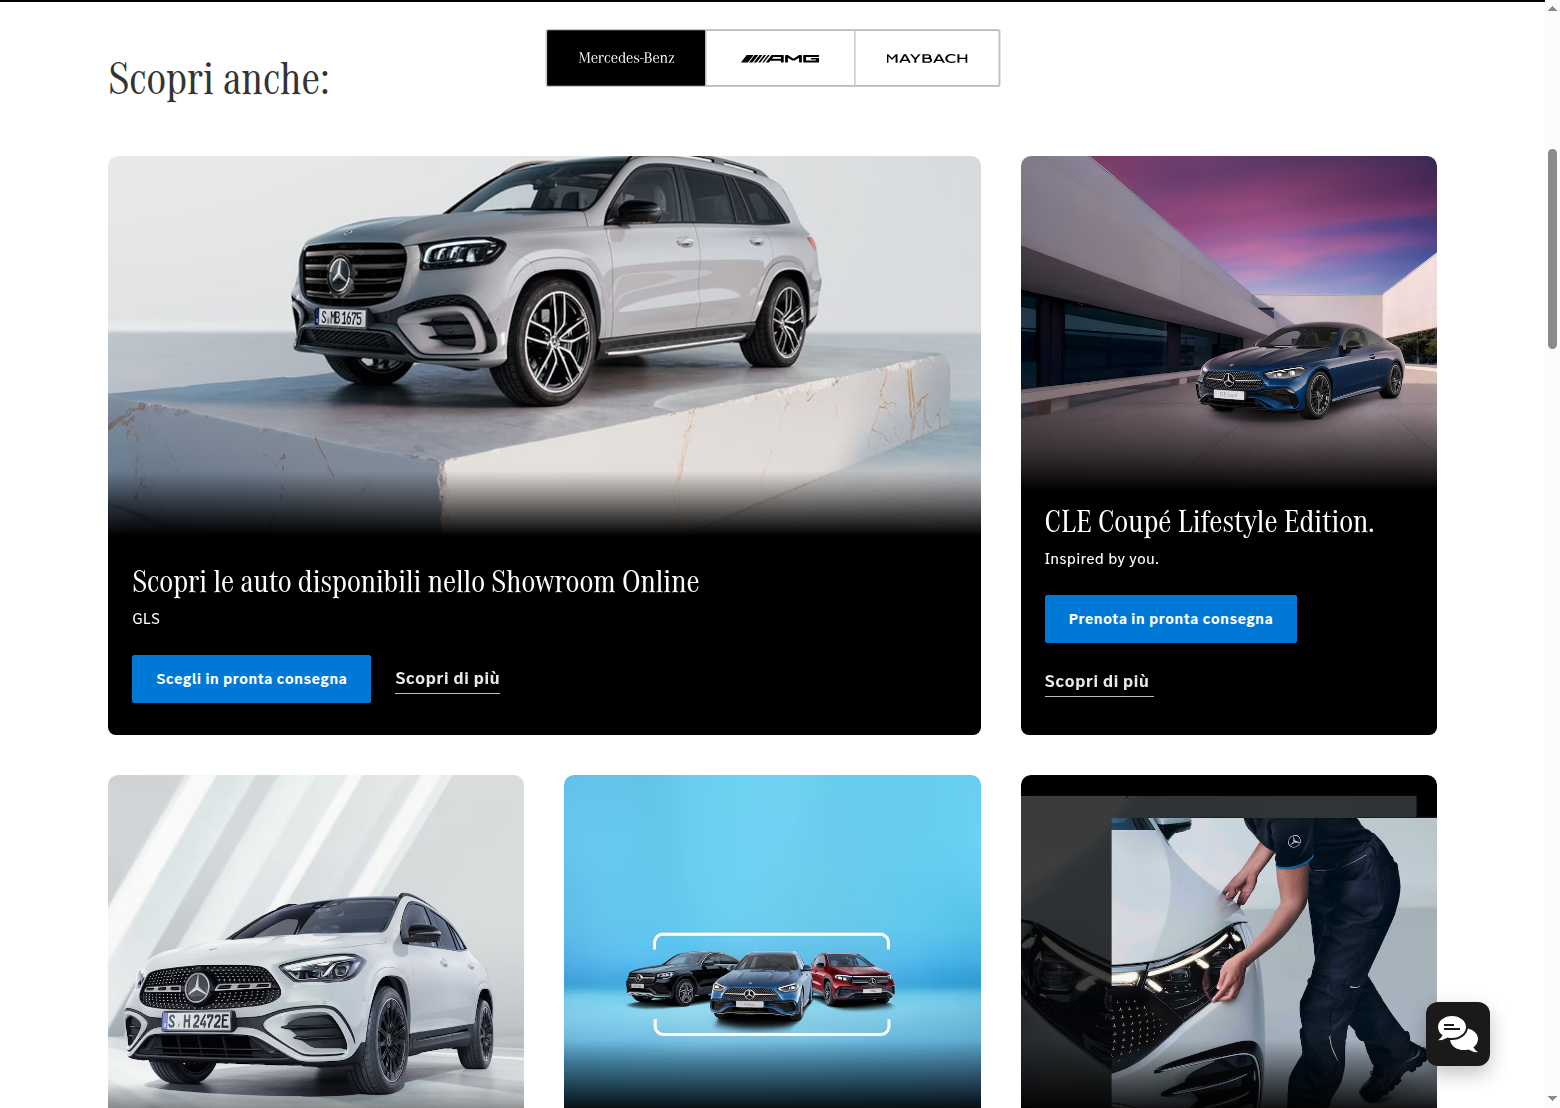 Mercedes-Benz
AMG
MAYBACH
Scopri anche:
S MB 1675
Scopri le auto disponibili nello Showroom Online
GLS
Scegli in pronta consegna
Scopri di più
CLE Coupé Lifestyle Edition.
Inspired by you.
Prenota in pronta consegna
Scopri di più
S H 2472E